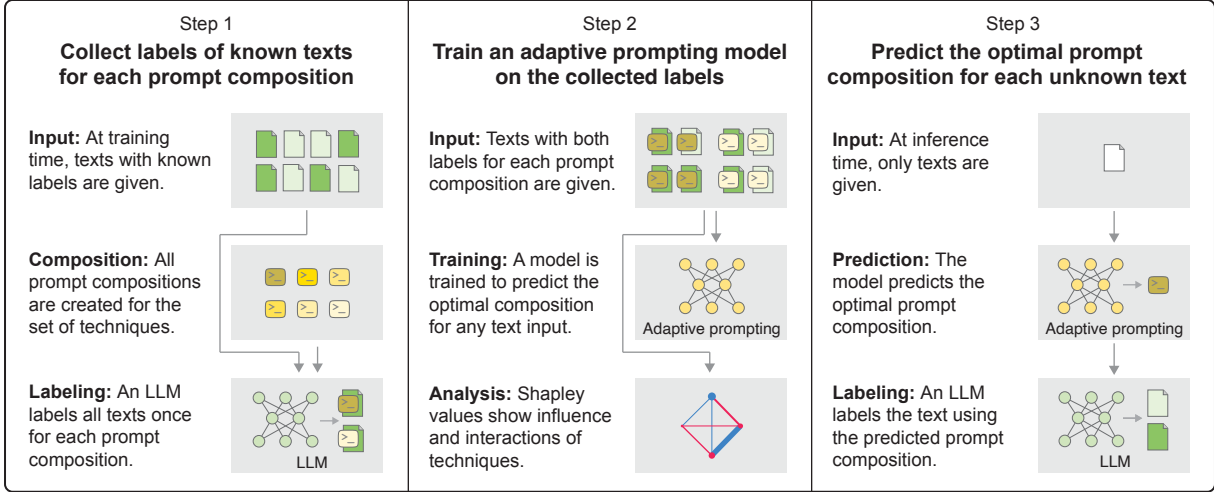 Step 1
Collect labels of known texts
for each prompt composition
Input: At training
time, texts with known
labels are given.
Composition: All
prompt compositions
are created for the
set of techniques.
>_ >_ >_
>_ >_ >_
Labeling: An LLM
labels all texts once
for each prompt
composition.
>_
>_
LLM
Step 2
Train an adaptive prompting model
on the collected labels
Input: Texts with both
labels for each prompt
composition are given.
>_ >_ >_ >_
>_ >_ >_ >_
Training: A model is
trained to predict the
optimal composition
for any text input.
Adaptive prompting
Analysis: Shapley
values show influence
and interactions of
techniques.
Step 3
Predict the optimal prompt
composition for each unknown text
Input: At inference
time, only texts are
given.
Prediction: The
model predicts the
optimal prompt
composition.
>_
Adaptive prompting
Labeling: An LLM
labels the text using
the predicted prompt
composition.
LLM